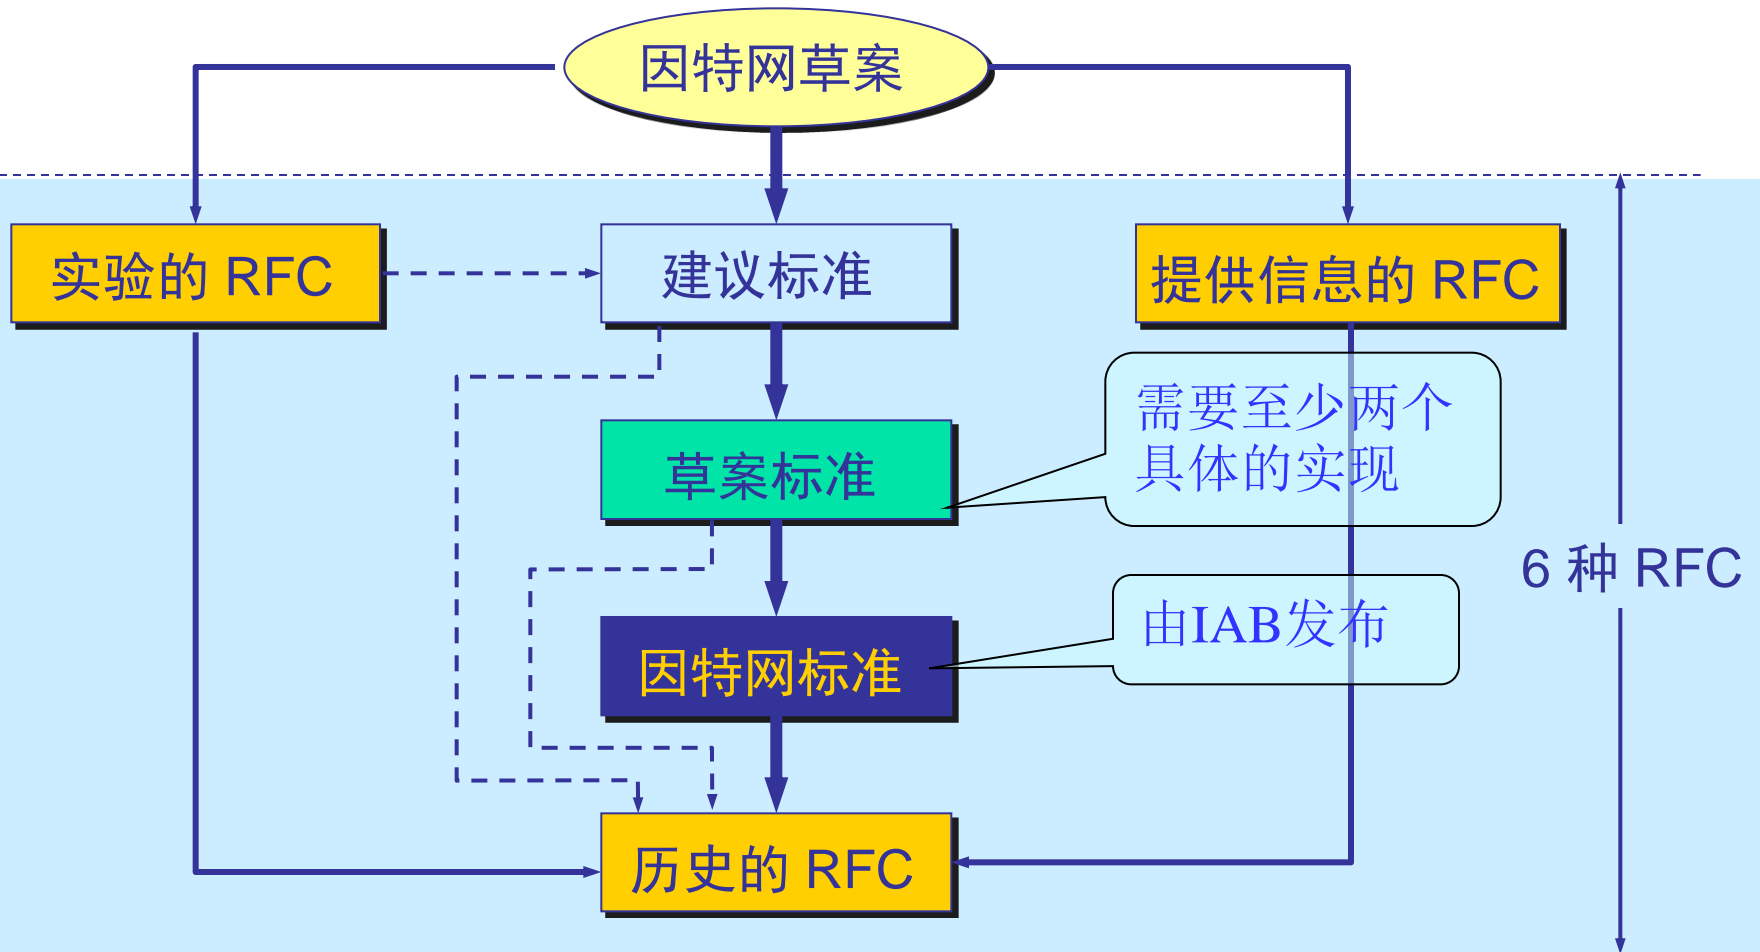 因特网草案
实验的 RFC
建议标准
提供信息的 RFC
需要至少两个
具体的实现
草案标准
6 种 RFC
由IAB发布
因特网标准
历史的 RFC